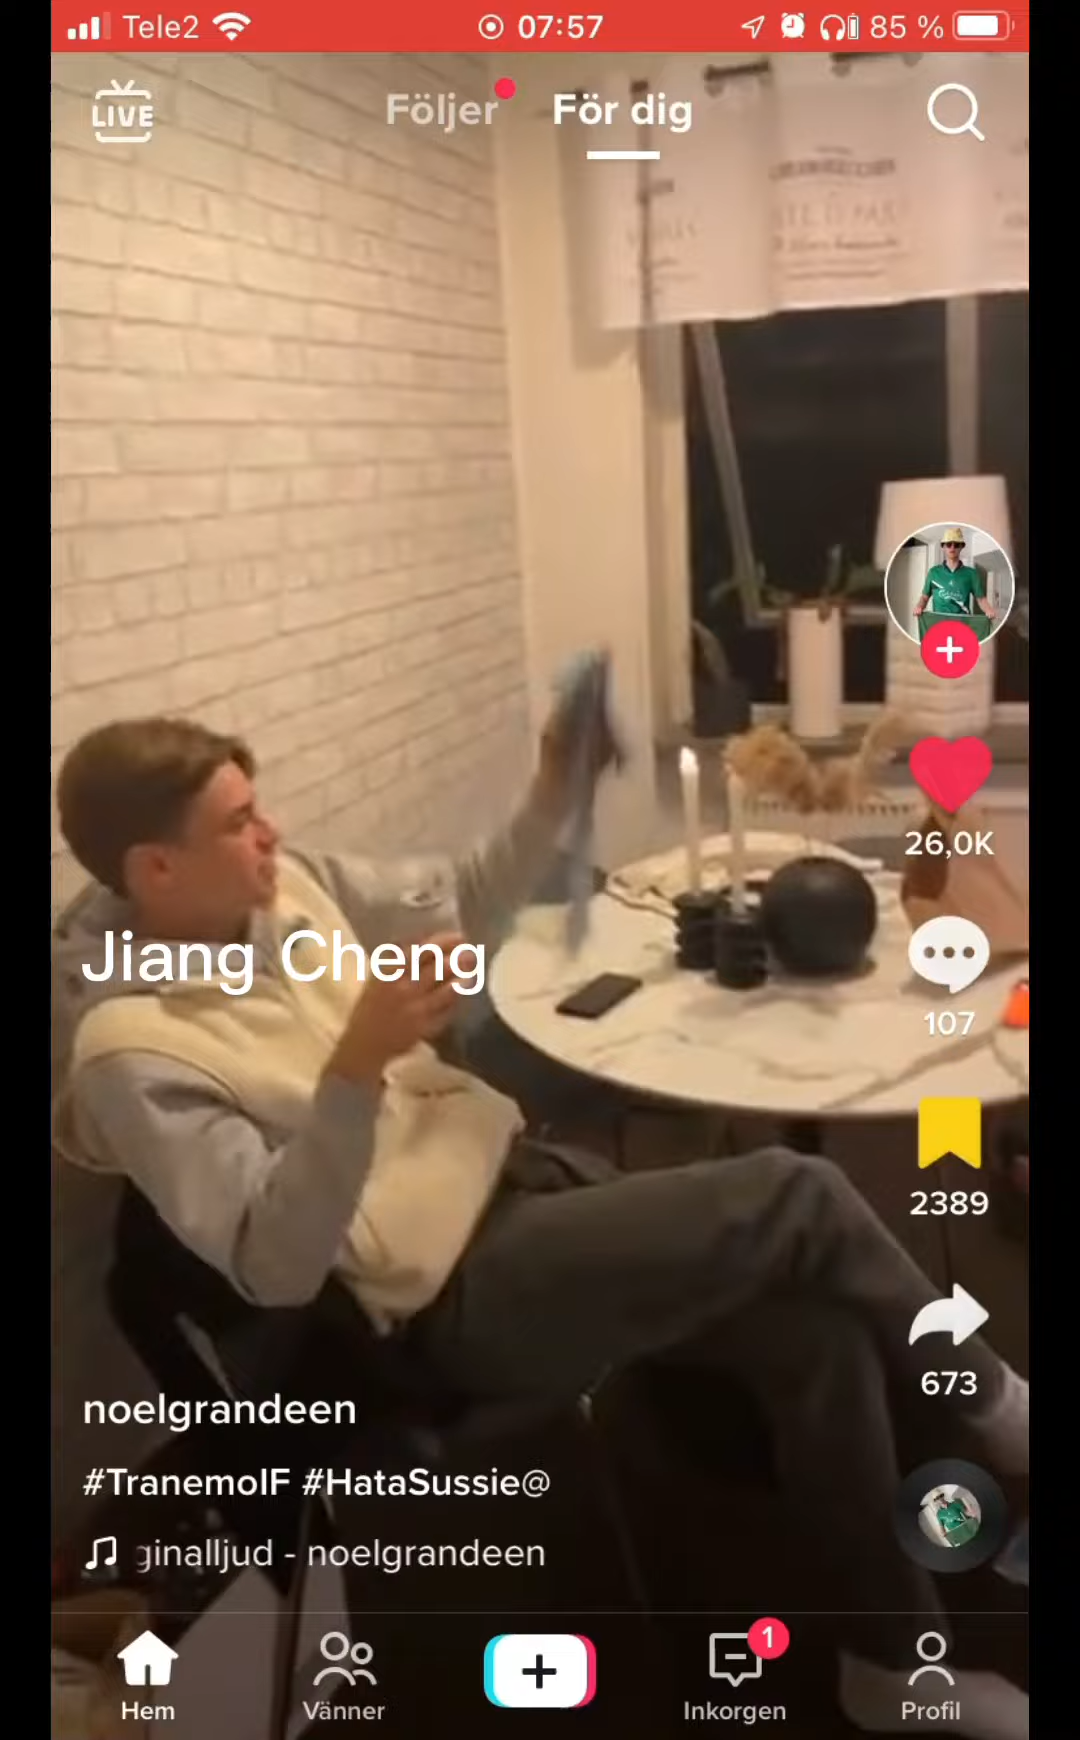 Tele2
07:57
85 %
LIVE
Följer
För dig
26,0K
Jiang Cheng
107
2389
673
noelgrandeen
#TranemoIF #HataSussie@
ginalljud - noelgrandeen
1
Hem
Vänner
Inkorgen
Profil